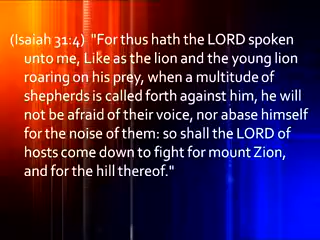 (Isaiah 31:4)  "For thus hath the LORD spoken
unto me, Like as the lion and the young lion
roaring on his prey, when a multitude of
shepherds is called forth against him, he will
not be afraid of their voice, nor abase himself
for the noise of them: so shall the LORD of
hosts come down to fight for mount Zion,
and for the hill thereof."